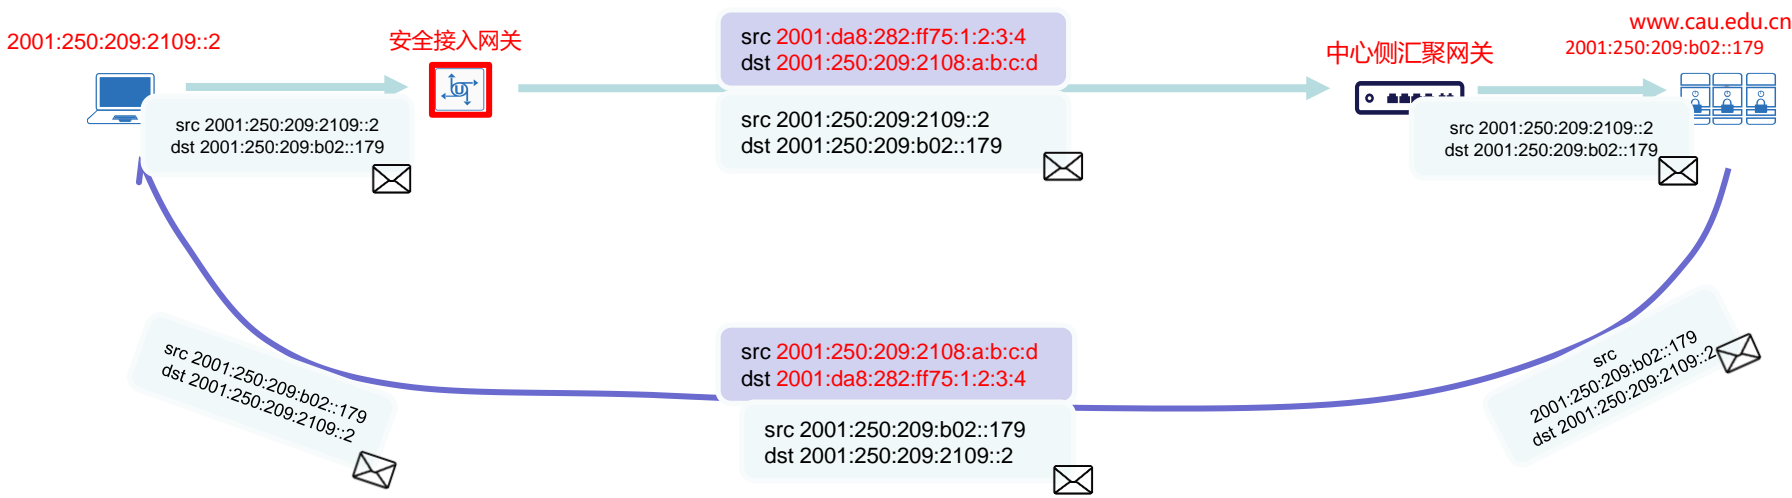 www.cau.edu.cn
2001:250:209:2109::2
安全接入网关
src 2001:da8:282:ff75:1:2:3:4
dst 2001:250:209:2108:a:b:c:d
中心侧汇聚网关
2001:250:209:b02::179
src 2001:250:209:2109::2
dst 2001:250:209:b02::179
src 2001:250:209:2109::2
dst 2001:250:209:b02::179
src 2001:250:209:2109::2
dst 2001:250:209:b02::179
src 2001:250:209:b02::179
dst 2001:250:209:2109::2
src 2001:250:209:2108:a:b:c:d
dst 2001:da8:282:ff75:1:2:3:4
src 2001:250:209:b02::179
dst 2001:250:209:2109::2
src
2001:250:209:b02::179
dst 2001:250:209:2109::2